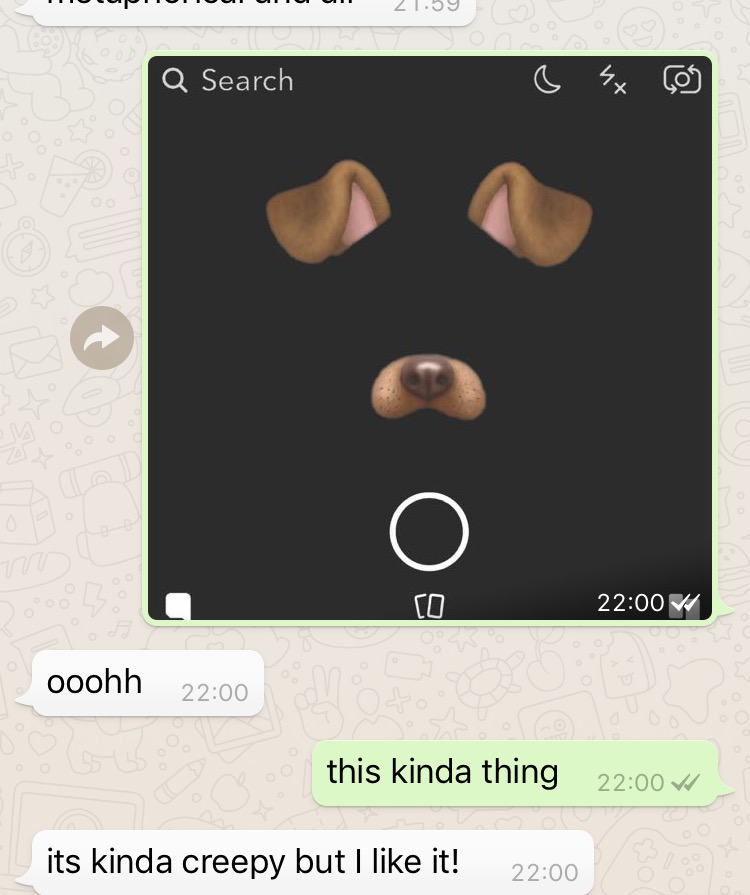 metaphorical and all 21:59
Search
22:00
ooohh 22:00
this kinda thing 22:00
its kinda creepy but I like it! 22:00